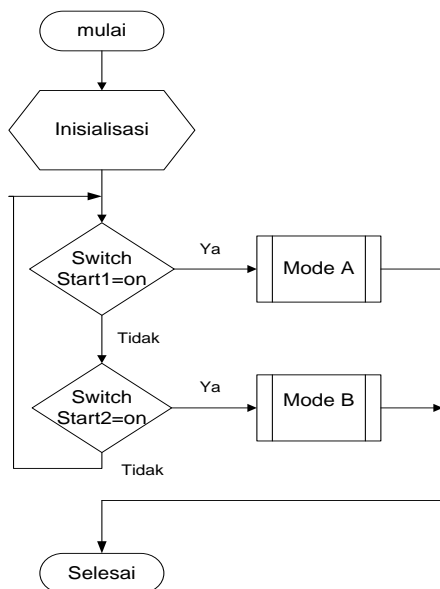 mulai
Inisialisasi
Switch
Start1=on
Ya
Mode A
Tidak
Switch
Start2=on
Ya
Mode B
Tidak
Selesai